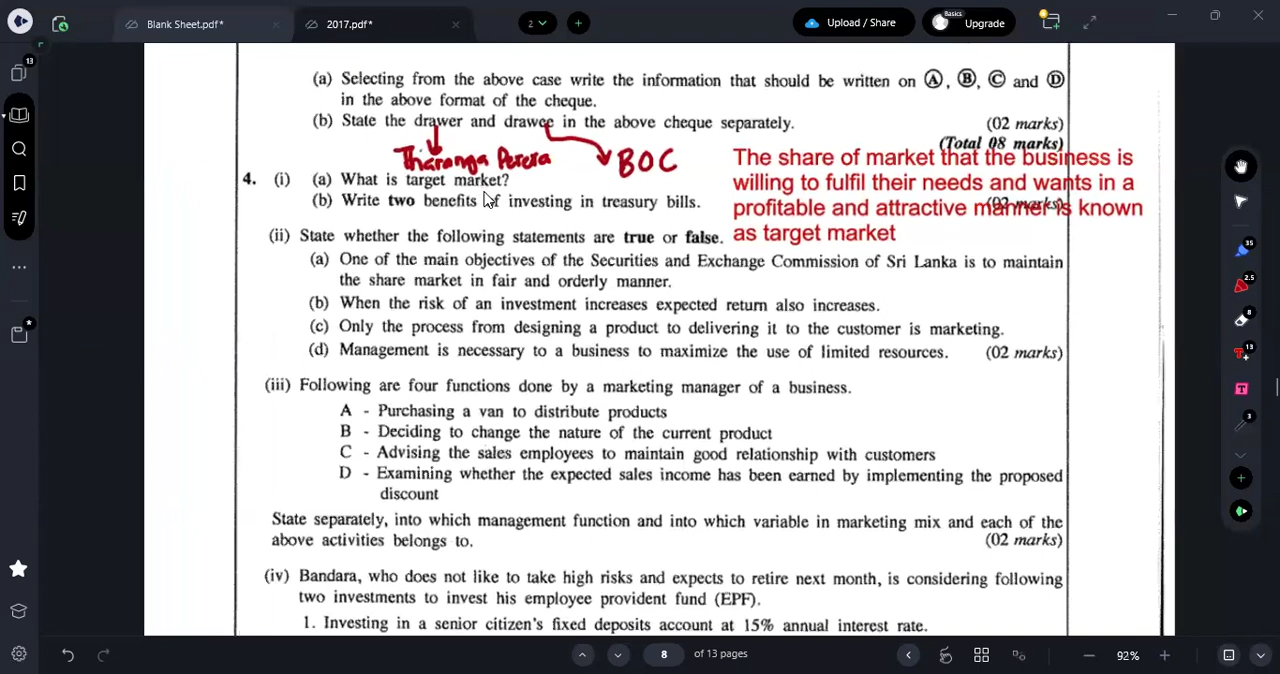 Blank Sheet.pdf*
2017.pdf*
2
Upload / Share
Basics
Upgrade
13
(a) Selecting from the above case write the information that should be written on Ⓐ, Ⓑ, Ⓒ and Ⓓ
in the above format of the cheque.
(b) State the drawer and drawee in the above cheque separately. (02 marks)
(Total 08 marks)
Tharanga Perera
BOC
4. (i) (a) What is target market?
(b) Write two benefits of investing in treasury bills. (02 marks)
The share of market that the business is
willing to fulfil their needs and wants in a
profitable and attractive manner is known
as target market
(ii) State whether the following statements are true or false.
(a) One of the main objectives of the Securities and Exchange Commission of Sri Lanka is to maintain
the share market in fair and orderly manner.
(b) When the risk of an investment increases expected return also increases.
(c) Only the process from designing a product to delivering it to the customer is marketing.
(d) Management is necessary to a business to maximize the use of limited resources. (02 marks)
(iii) Following are four functions done by a marketing manager of a business.
A - Purchasing a van to distribute products
B - Deciding to change the nature of the current product
C - Advising the sales employees to maintain good relationship with customers
D - Examining whether the expected sales income has been earned by implementing the proposed
discount
State separately, into which management function and into which variable in marketing mix and each of the
above activities belongs to. (02 marks)
(iv) Bandara, who does not like to take high risks and expects to retire next month, is considering following
two investments to invest his employee provident fund (EPF).
1. Investing in a senior citizen's fixed deposits account at 15% annual interest rate.
35
2.5
8
13
3
8 of 13 pages
92%